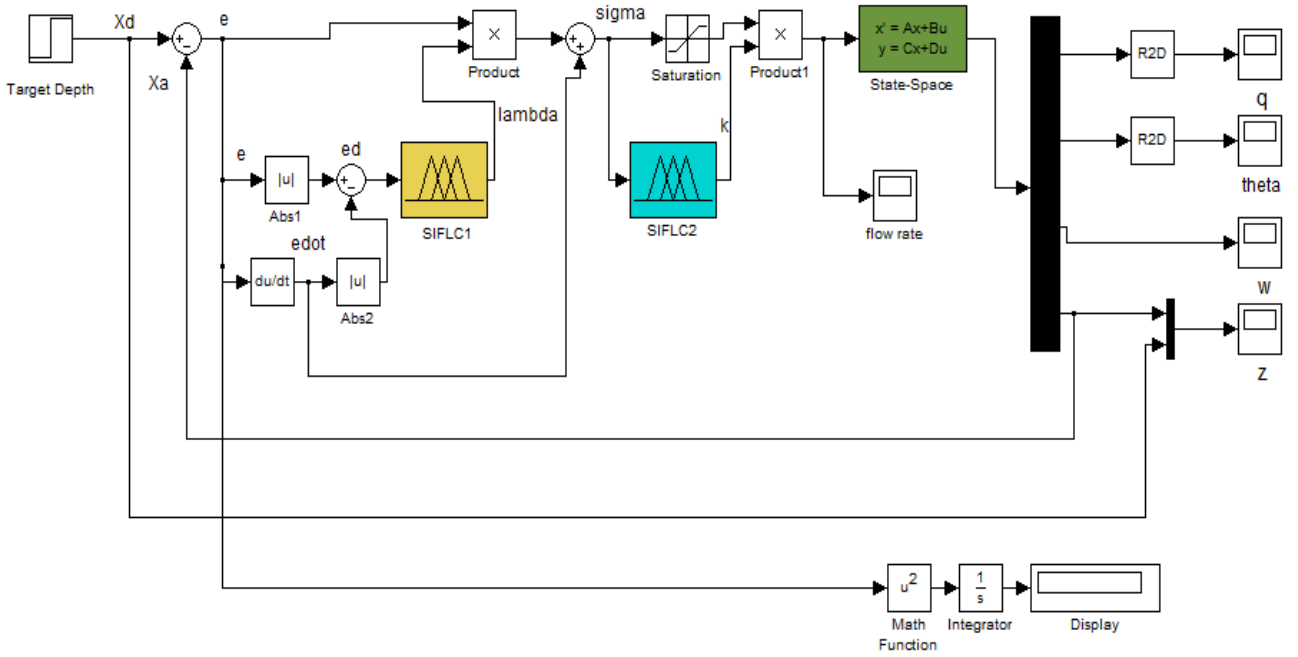 Xd
e
sigma
+
−
×
+
+
×
x' = Ax+Bu
y = Cx+Du
R2D
Target Depth
Xa
Product
Saturation
Product1
State-Space
q
lambda
k
R2D
e
ed
|u|
+
−
theta
Abs1
SIFLC1
SIFLC2
flow rate
edot
du/dt
|u|
w
Abs2
z
u²
1
s
Math
Function
Integrator
Display